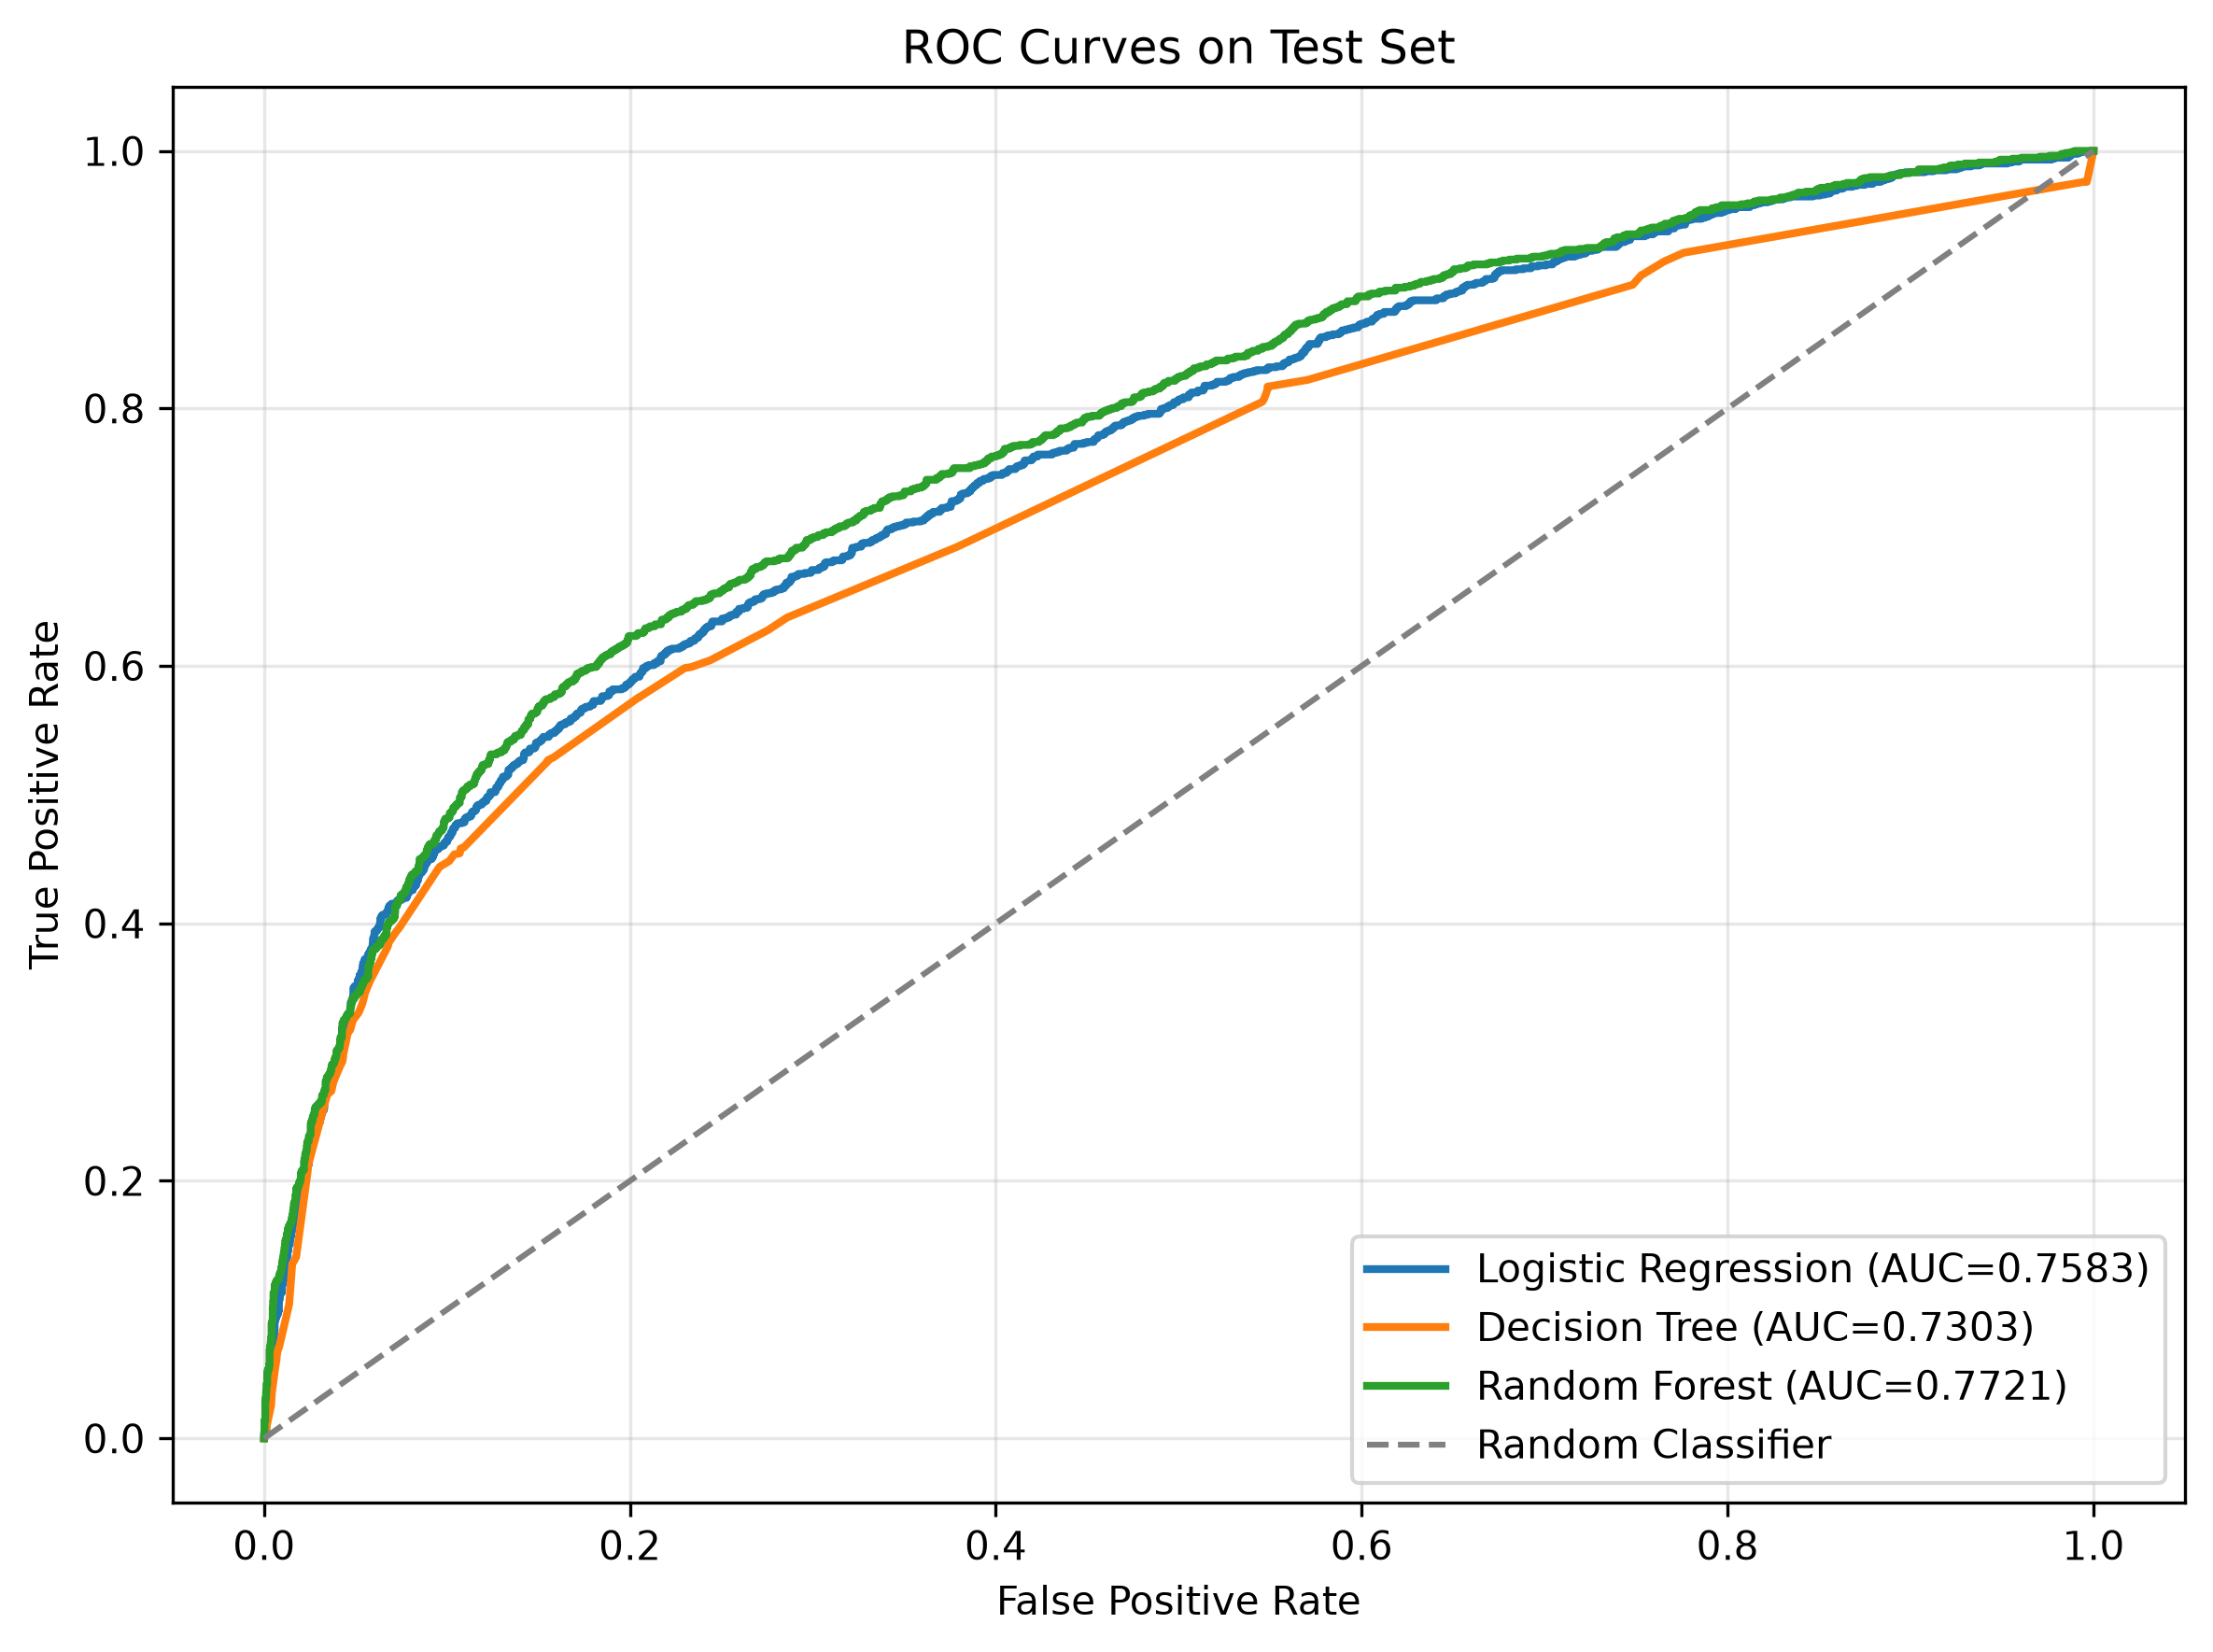 ROC Curves on Test Set
True Positive Rate
1.0
0.8
0.6
0.4
0.2
0.0
Logistic Regression (AUC=0.7583)
Decision Tree (AUC=0.7303)
Random Forest (AUC=0.7721)
Random Classifier
0.0 0.2 0.4 0.6 0.8 1.0
False Positive Rate